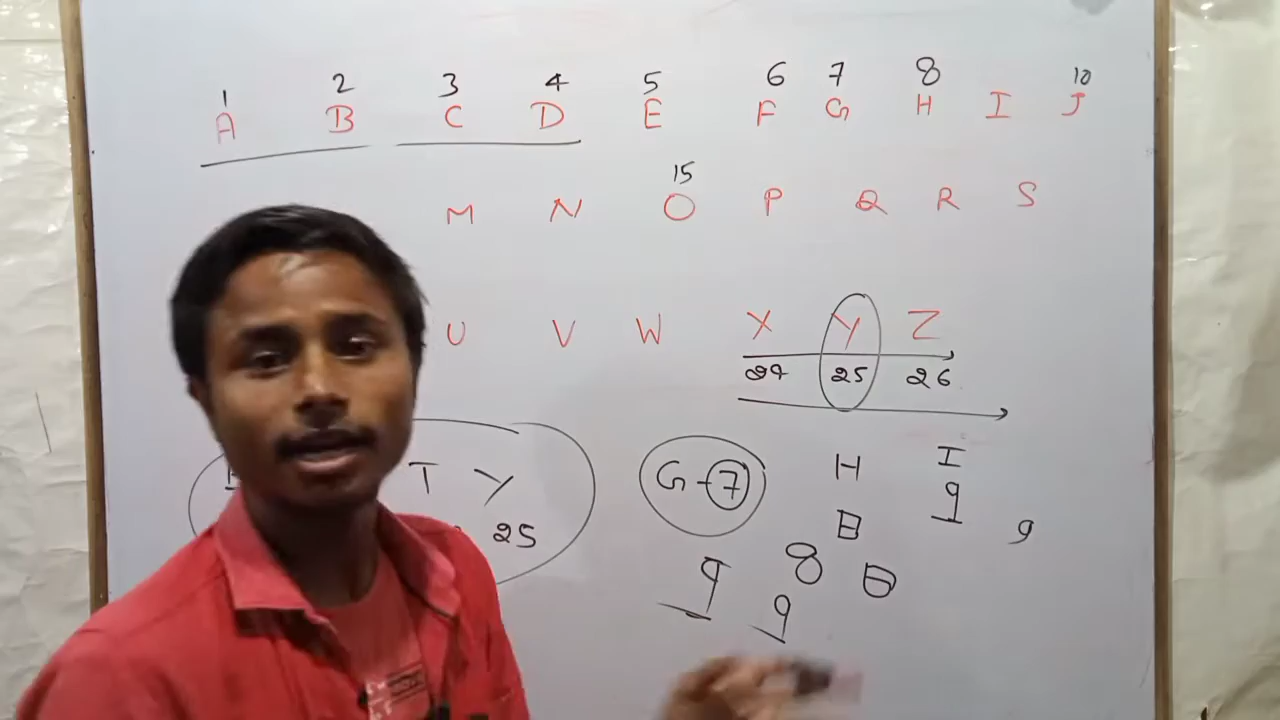 1 2 3 4 5 6 7 8 10
A B C D E F G H I J
15
M N O P Q R S
U V W X Y Z
24 25 26
T Y G-7 H I
25 8 9 9
9 8 8
9